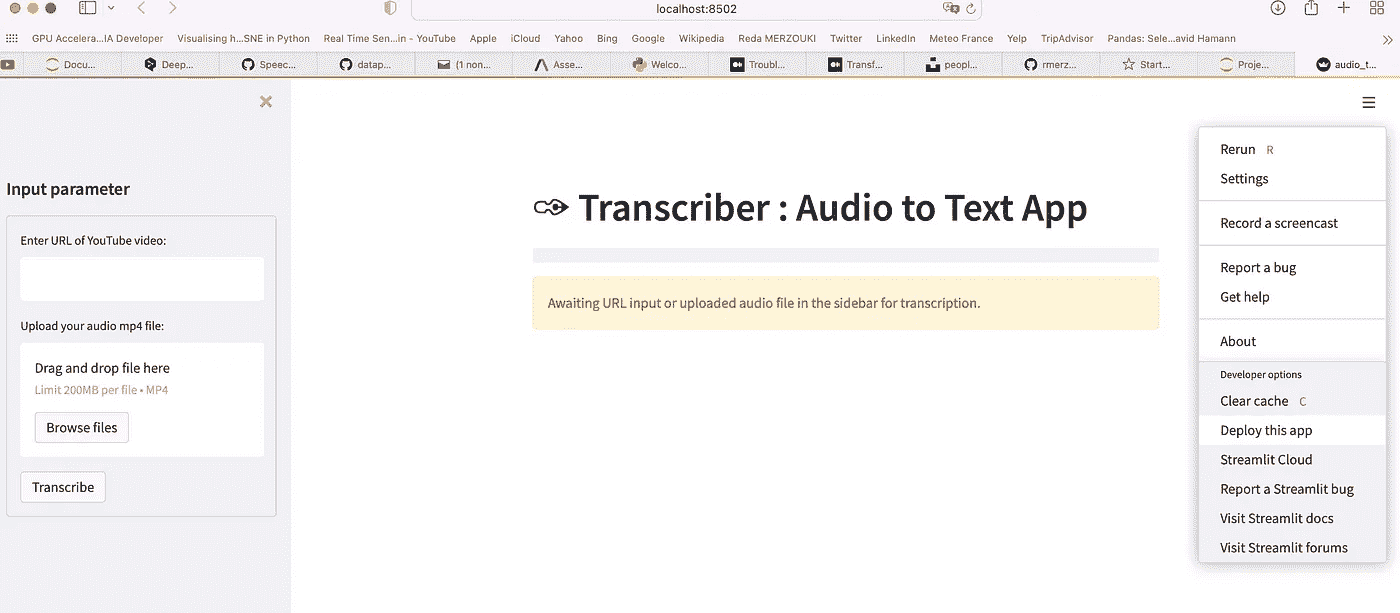 localhost:8502
GPU Accelera...IA Developer Visualising h...SNE in Python Real Time Sen...in - YouTube Apple iCloud Yahoo Bing Google Wikipedia Reda MERZOUKI Twitter LinkedIn Meteo France Yelp TripAdvisor Pandas: Sele...avid Hamann
Docu... Deep... Speec... datap... (1 non... Asse... Welco... Troubl... Transf... peopl... rmerz... Start... Proje... audio_t...
Input parameter
Enter URL of YouTube video:
Upload your audio mp4 file:
Drag and drop file here
Limit 200MB per file • MP4
Browse files
Transcribe
Transcriber : Audio to Text App
Awaiting URL input or uploaded audio file in the sidebar for transcription.
Rerun R
Settings
Record a screencast
Report a bug
Get help
About
Developer options
Clear cache C
Deploy this app
Streamlit Cloud
Report a Streamlit bug
Visit Streamlit docs
Visit Streamlit forums